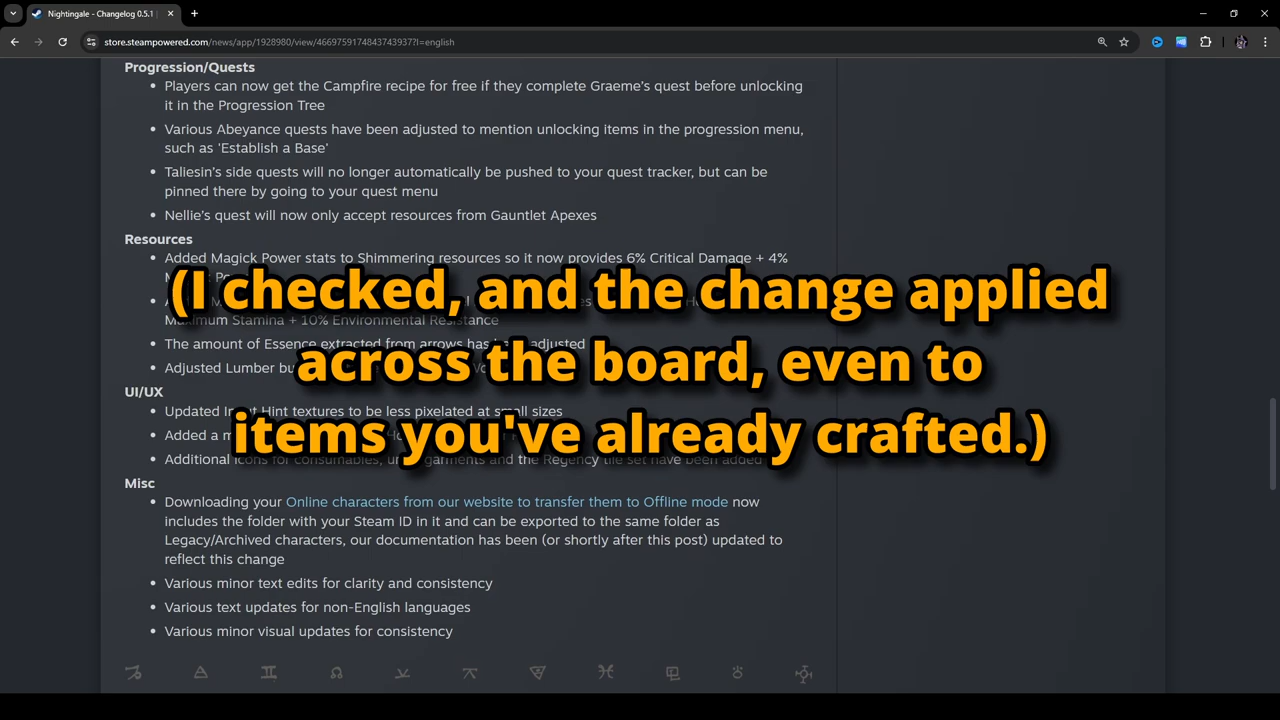 Nightingale - Changelog 0.5.1
store.steampowered.com/news/app/1928980/view/4669759174843743937?l=english
Progression/Quests
Players can now get the Campfire recipe for free if they complete Graeme's quest before unlocking
it in the Progression Tree
Various Abeyance quests have been adjusted to mention unlocking items in the progression menu,
such as 'Establish a Base'
Taliesin's side quests will no longer automatically be pushed to your quest tracker, but can be
pinned there by going to your quest menu
Nellie's quest will now only accept resources from Gauntlet Apexes
Resources
Added Magick Power stats to Shimmering resources so it now provides 6% Critical Damage + 4%
(I checked, and the change applied
across the board, even to
items you've already crafted.)
Maximum Stamina + 10% Environmental Resistance
The amount of Essence extracted from arrows has been adjusted
Adjusted Lumber
UI/UX
Updated Input Hint textures to be less pixelated at small sizes
Added a
Additional icons for consumables, garments and the Regency tile set have been added
Misc
Downloading your Online characters from our website to transfer them to Offline mode now
includes the folder with your Steam ID in it and can be exported to the same folder as
Legacy/Archived characters, our documentation has been (or shortly after this post) updated to
reflect this change
Various minor text edits for clarity and consistency
Various text updates for non-English languages
Various minor visual updates for consistency